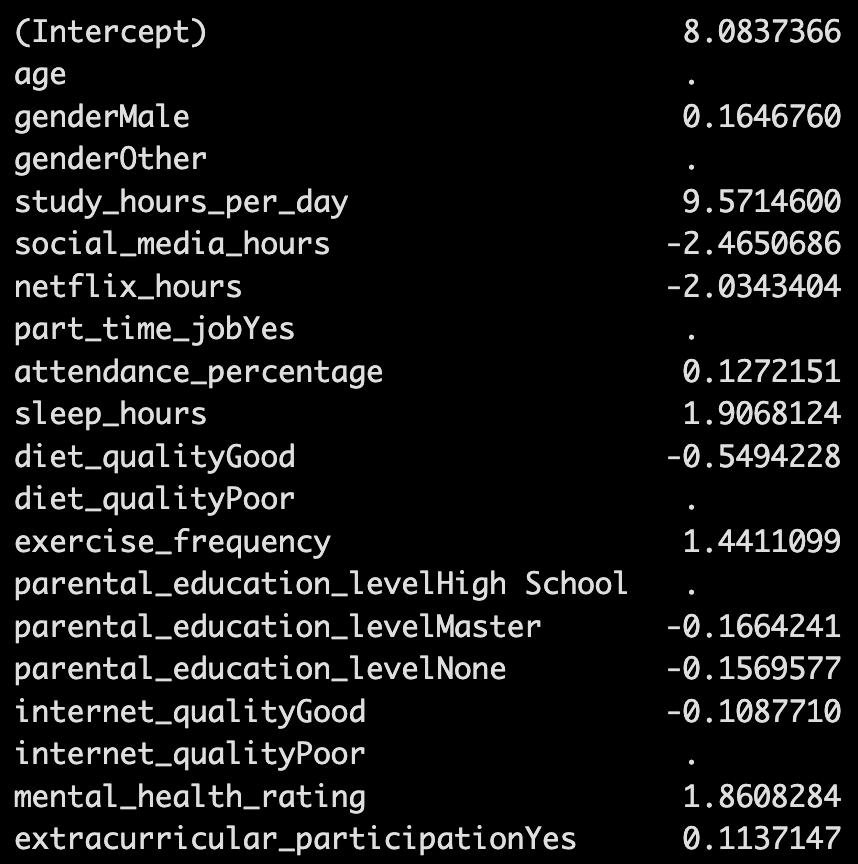 (Intercept) 8.0837366
age .
genderMale 0.1646760
genderOther .
study_hours_per_day 9.5714600
social_media_hours -2.4650686
netflix_hours -2.0343404
part_time_jobYes .
attendance_percentage 0.1272151
sleep_hours 1.9068124
diet_qualityGood -0.5494228
diet_qualityPoor .
exercise_frequency 1.4411099
parental_education_levelHigh School .
parental_education_levelMaster -0.1664241
parental_education_levelNone -0.1569577
internet_qualityGood -0.1087710
internet_qualityPoor .
mental_health_rating 1.8608284
extracurricular_participationYes 0.1137147